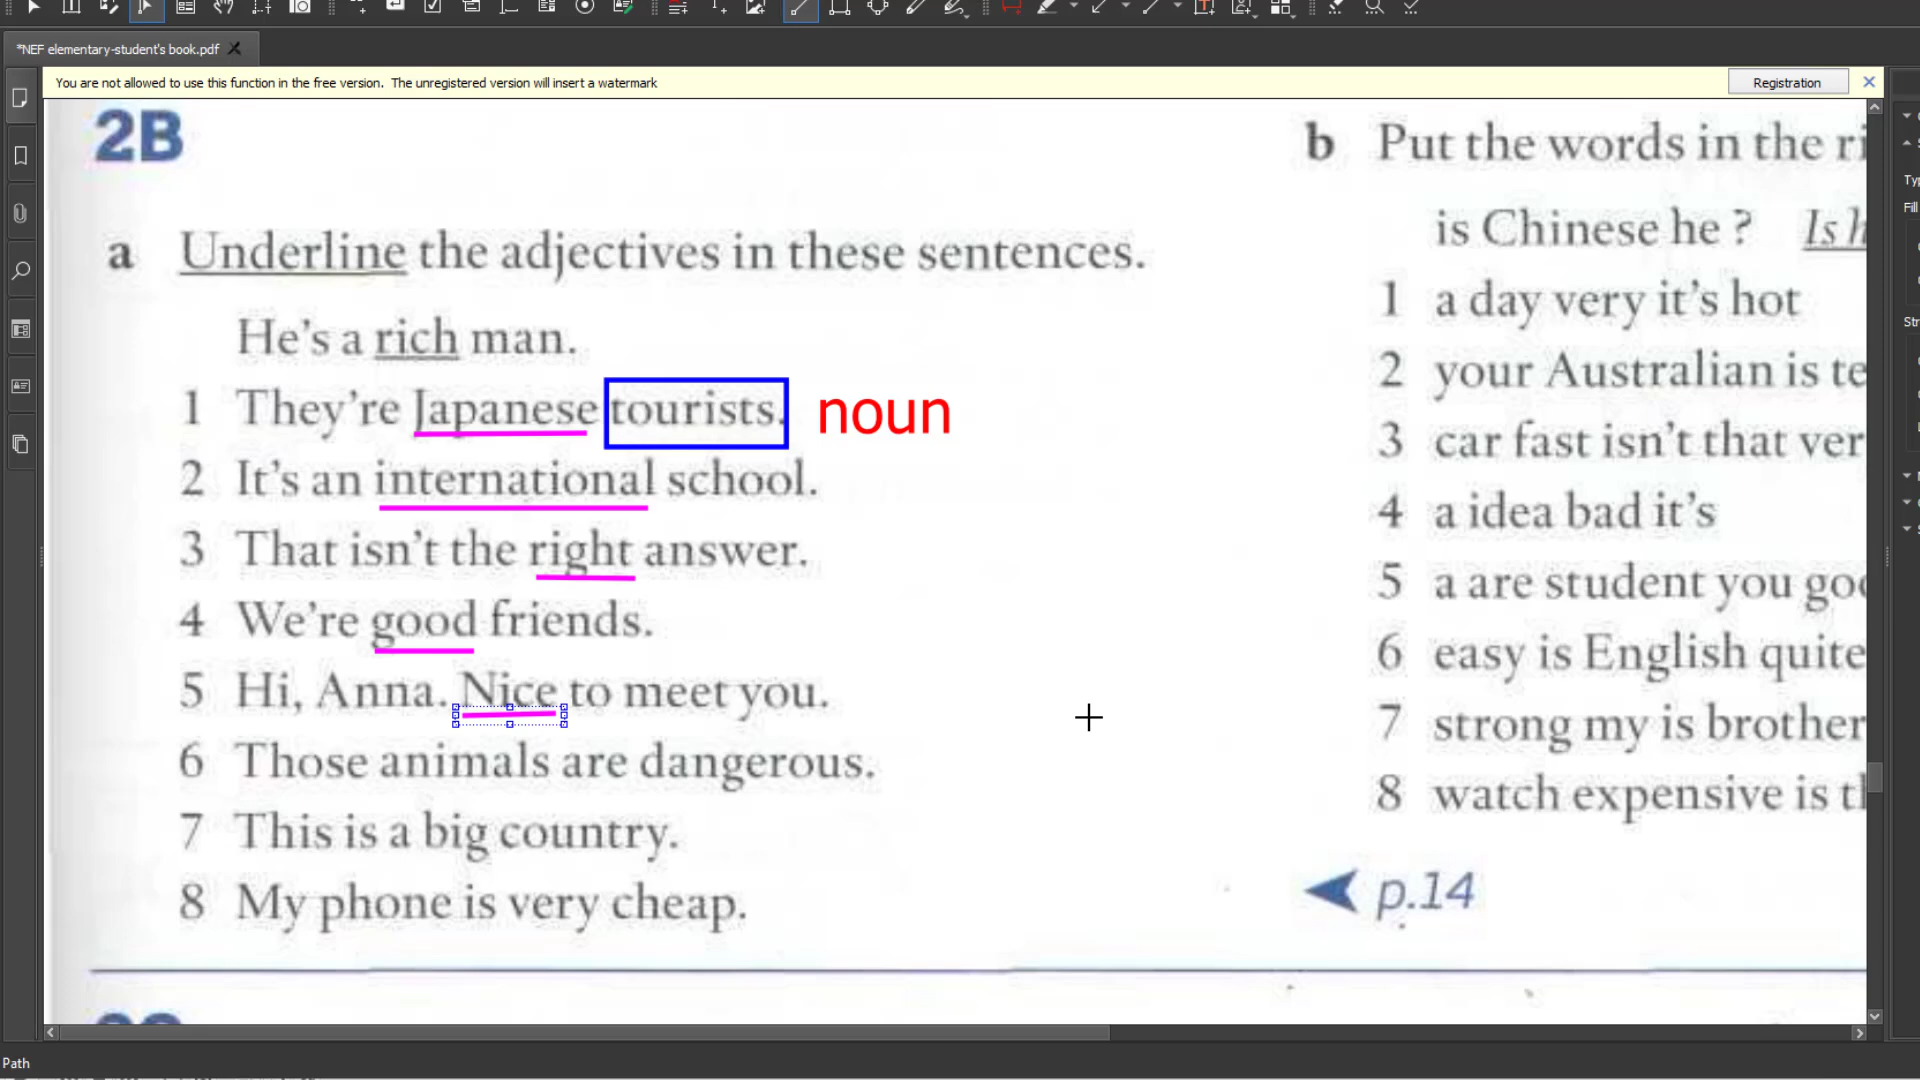 *NEF elementary-student's book.pdf
You are not allowed to use this function in the free version. The unregistered version will insert a watermark
Registration
2B
a Underline the adjectives in these sentences.
He's a rich man.
1 They're Japanese tourists. noun
2 It's an international school.
3 That isn't the right answer.
4 We're good friends.
5 Hi, Anna. Nice to meet you.
6 Those animals are dangerous.
7 This is a big country.
8 My phone is very cheap.
b Put the words in the ri
is Chinese he ? Is h
1 a day very it's hot
2 your Australian is te
3 car fast isn't that ver
4 a idea bad it's
5 a are student you goo
6 easy is English quite
7 strong my is brother
8 watch expensive is th
p.14
Typ
Fill
Str
Path